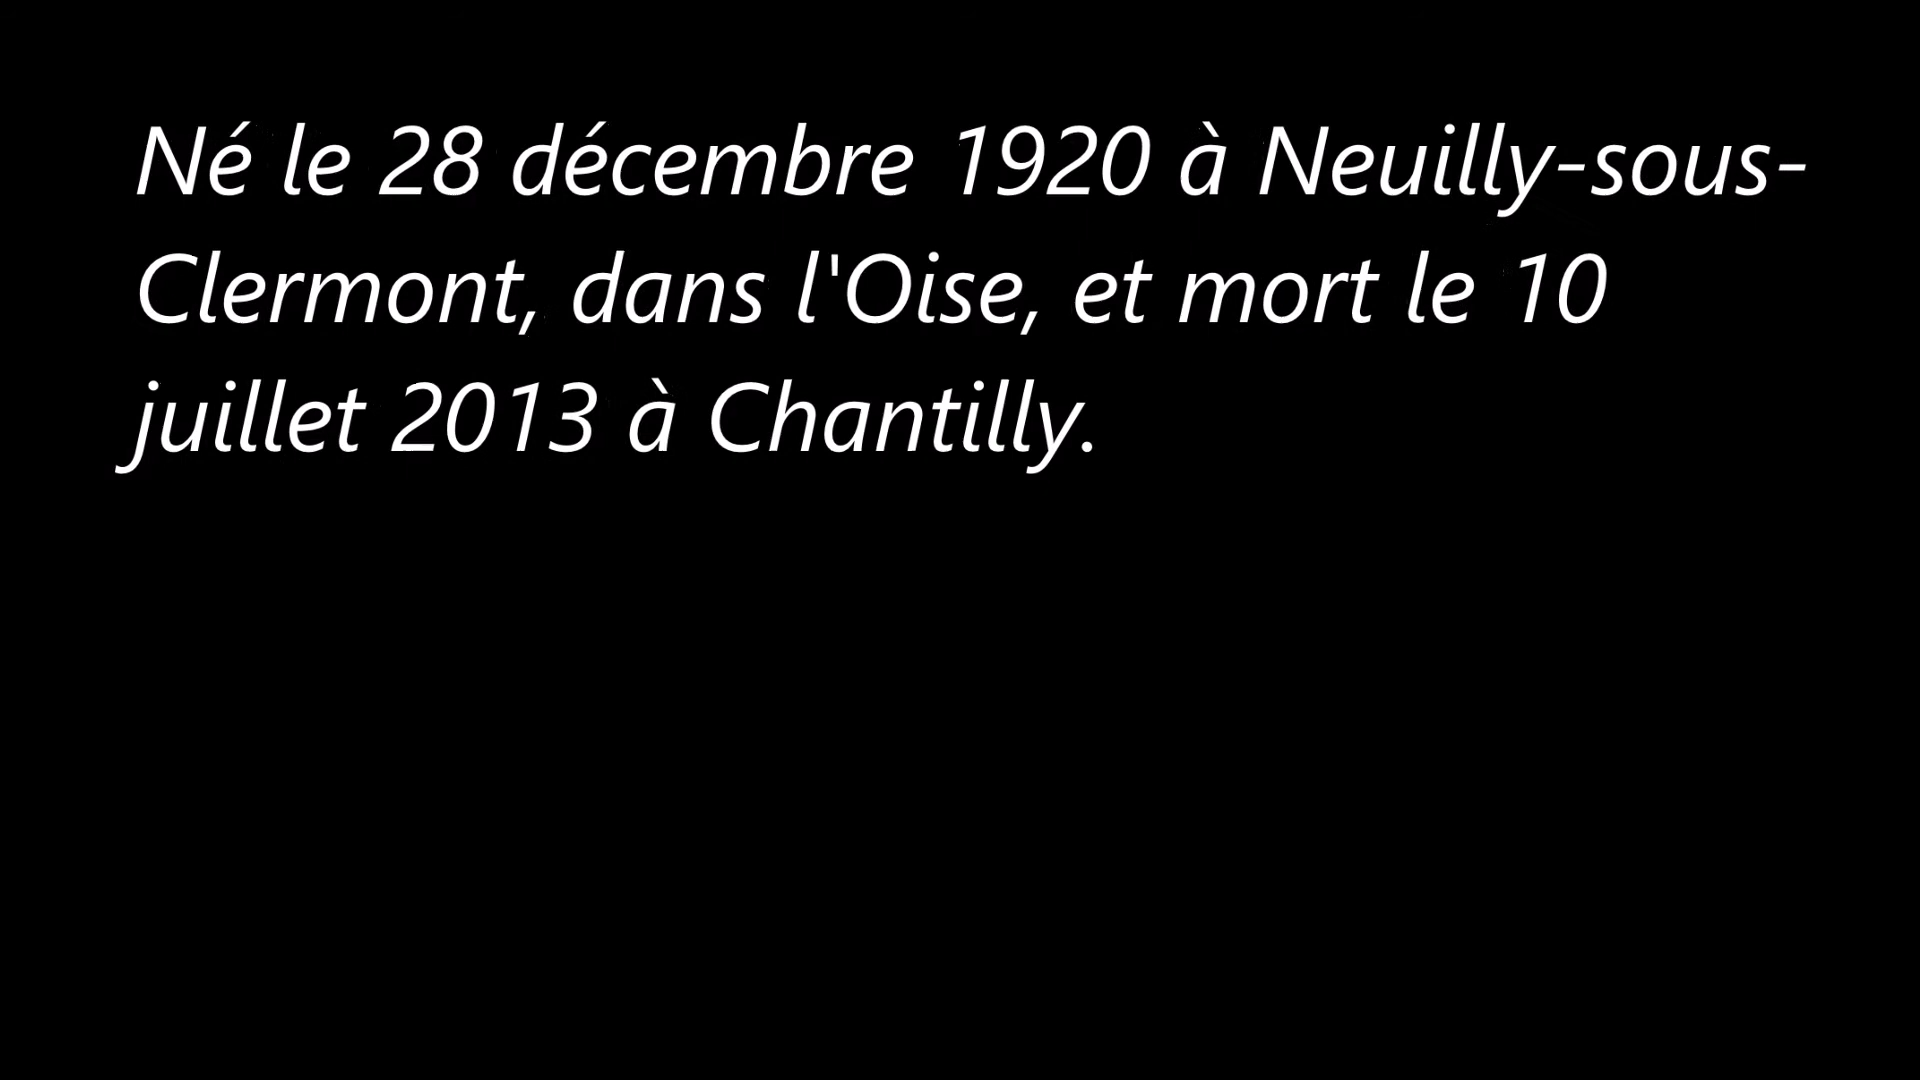 Né le 28 décembre 1920 à Neuilly-sous-
Clermont, dans l'Oise, et mort le 10
juillet 2013 à Chantilly.